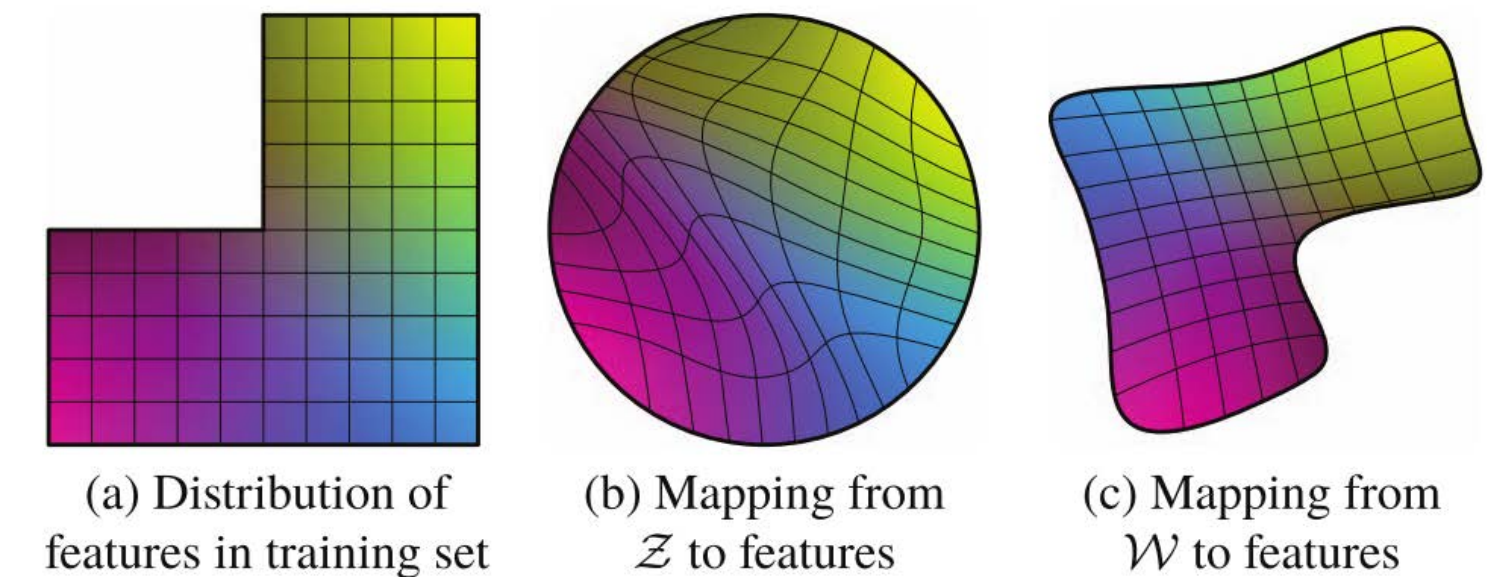 (a) Distribution of
features in training set
(b) Mapping from
𝒵 to features
(c) Mapping from
𝒲 to features